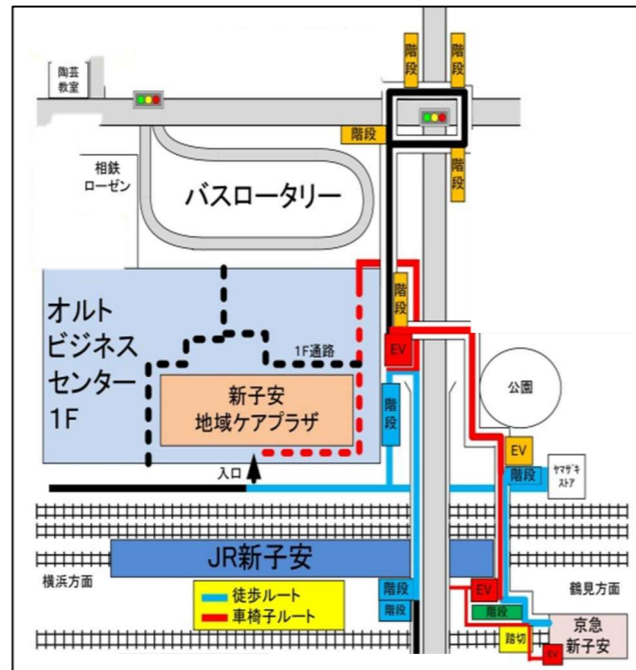 階段
階段
陶芸
教室
階段
階段
相鉄
ローゼン
バスロータリー
オルト
ビジネス
センター
1F
階段
1F通路
EV
新子安
地域ケアプラザ
階段
公園
EV
階段
ヤマザキ
ストア
入口
JR新子安
横浜方面
徒歩ルート
車椅子ルート
階段
階段
EV
鶴見方面
階段
踏切
京急
新子安
EV